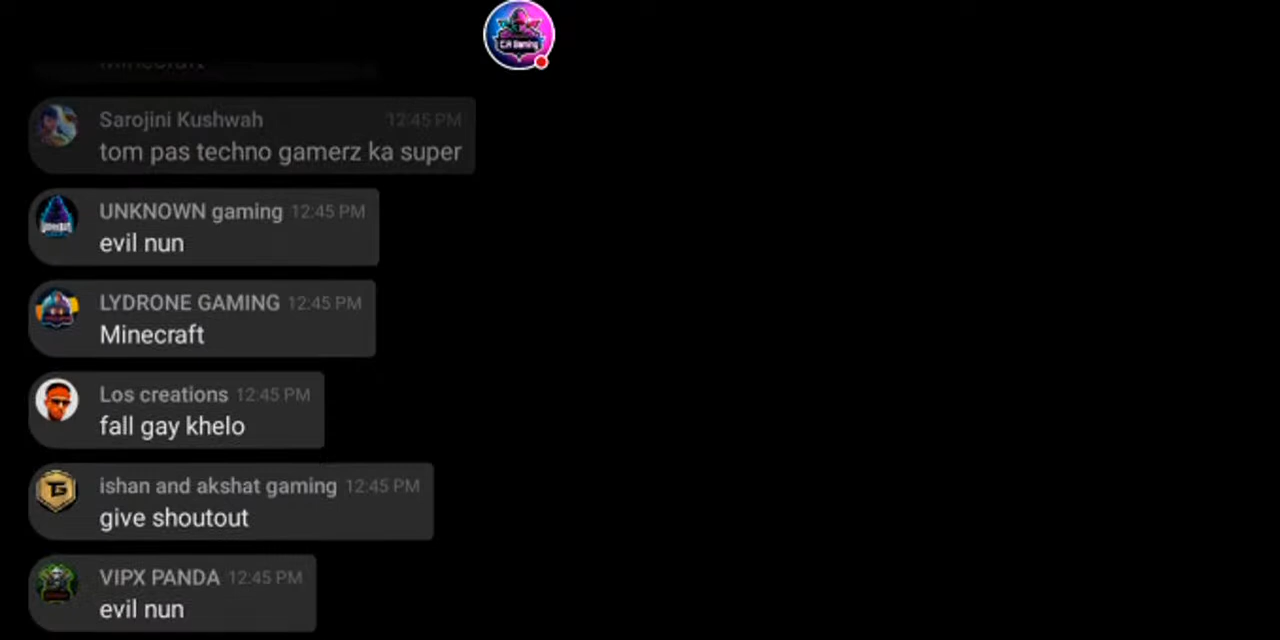 Minecraft
Sarojini Kushwah 12:45 PM
tom pas techno gamerz ka super
UNKNOWN gaming 12:45 PM
evil nun
LYDRONE GAMING 12:45 PM
Minecraft
Los creations 12:45 PM
fall gay khelo
ishan and akshat gaming 12:45 PM
give shoutout
VIPX PANDA 12:45 PM
evil nun